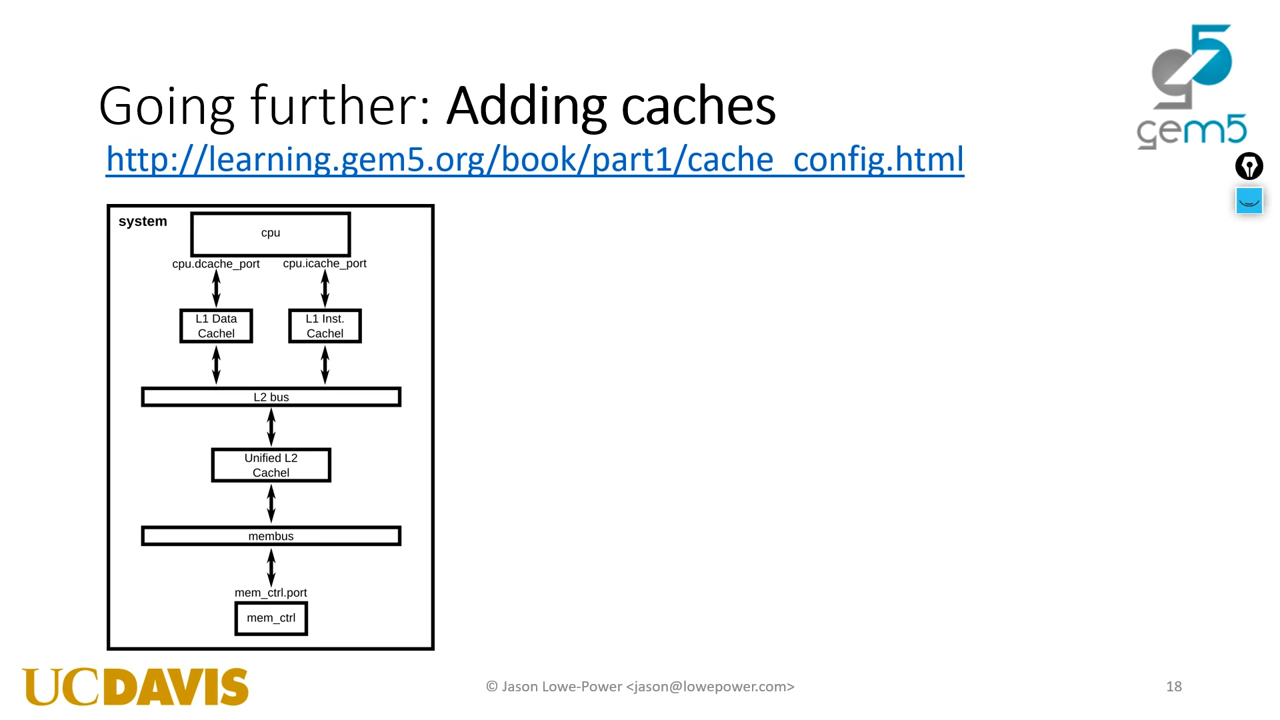 Going further: Adding caches
http://learning.gem5.org/book/part1/cache_config.html
gem5
system
cpu
cpu.dcache_port
cpu.icache_port
L1 Data
Cachel
L1 Inst.
Cachel
L2 bus
Unified L2
Cachel
membus
mem_ctrl.port
mem_ctrl
UCDAVIS
© Jason Lowe-Power <jason@lowepower.com>
18